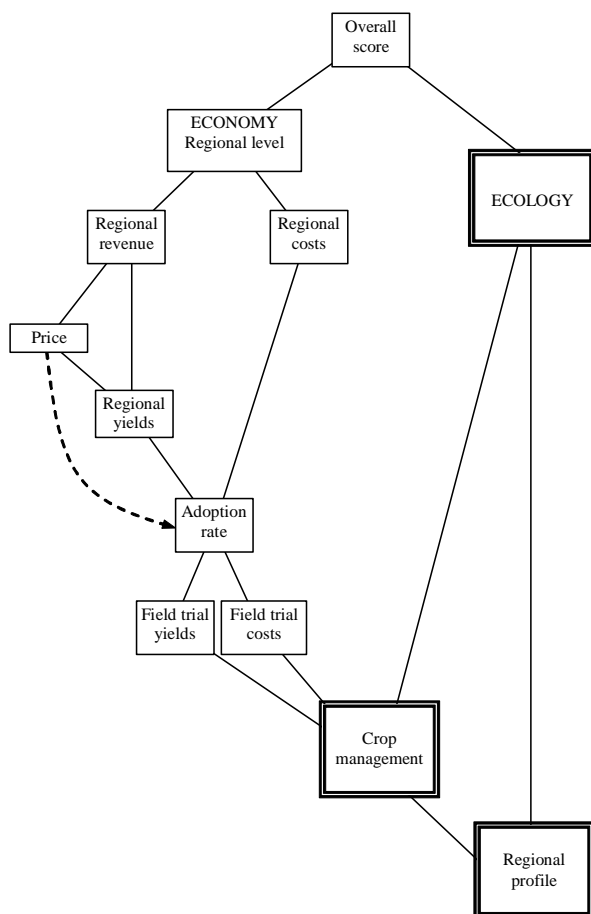 Overall
score
ECONOMY
Regional level
ECOLOGY
Regional
revenue
Regional
costs
Price
Regional
yields
Adoption
rate
Field trial
yields
Field trial
costs
Crop
management
Regional
profile